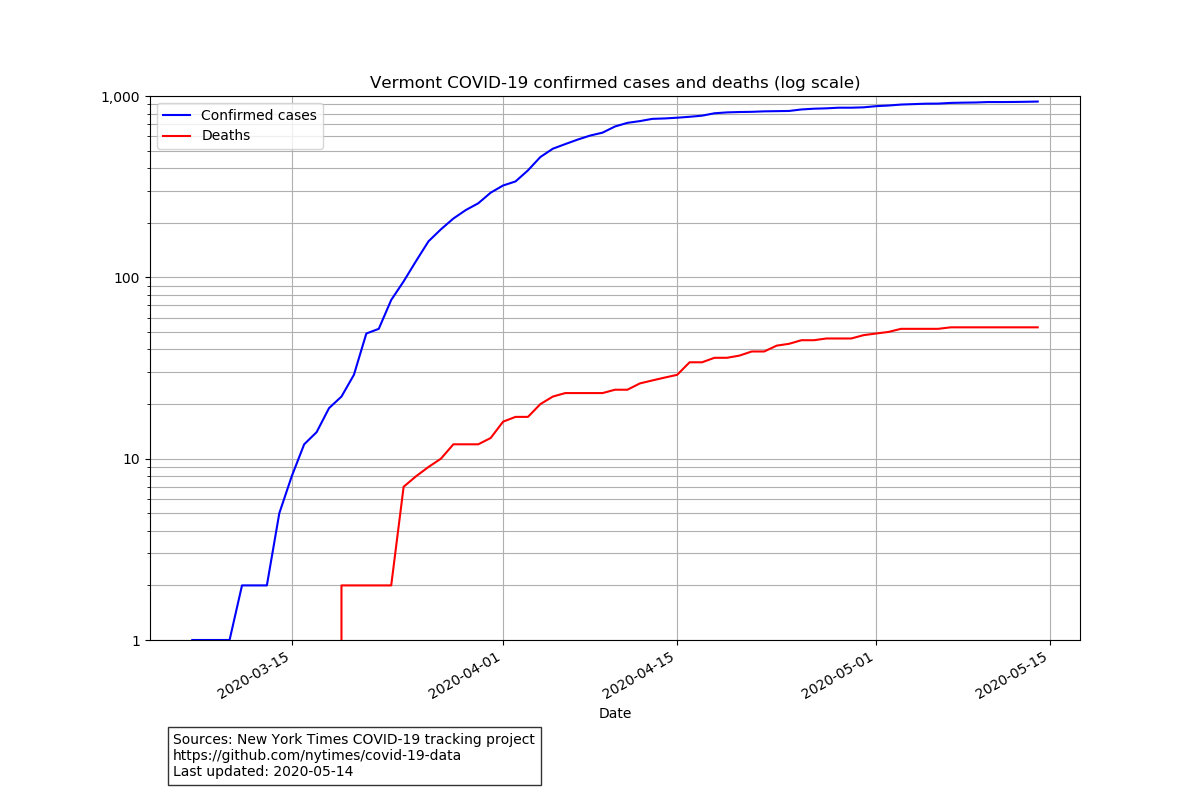 Vermont COVID-19 confirmed cases and deaths (log scale)
1,000
100
10
1
Confirmed cases
Deaths
2020-03-15
2020-04-01
2020-04-15
2020-05-01
2020-05-15
Date
Sources: New York Times COVID-19 tracking project
https://github.com/nytimes/covid-19-data
Last updated: 2020-05-14